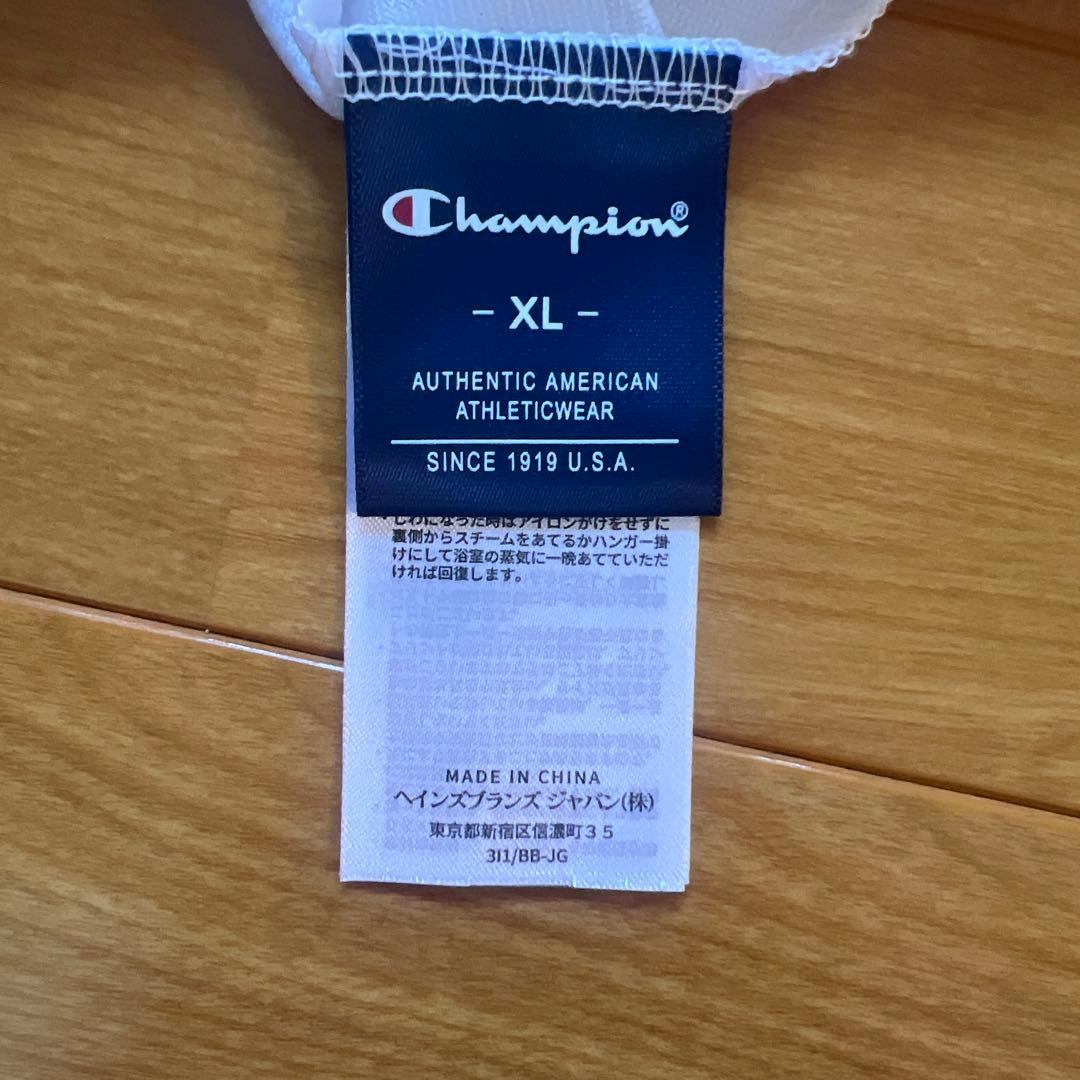 Champion®
- XL -
AUTHENTIC AMERICAN
ATHLETICWEAR
SINCE 1919 U.S.A.
しわになった時はアイロンがけをせずに
裏側からスチームをあてるかハンガー掛
けにして浴室の蒸気に一晩あてていただ
ければ回復します。
MADE IN CHINA
ヘインズブランズ ジャパン(株)
東京都新宿区信濃町35
3I1/BB-JG